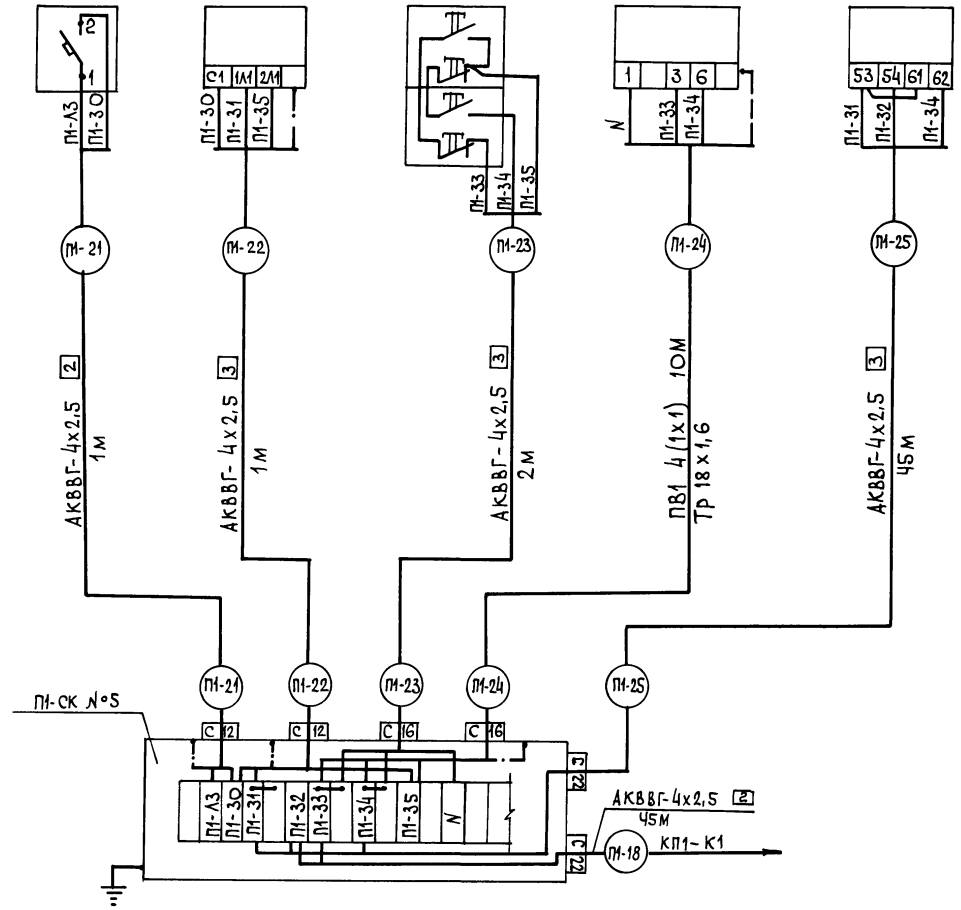 2
1
С1 1Л1 2Л1
1 3 6
53 54 61 62
П1-Л3
П1-30
П1-30
П1-31
П1-35
П1-33
П1-34
П1-35
N
П1-33
П1-34
П1-31
П1-32
П1-34
П1-21
П1-22
П1-23
П1-24
П1-25
АКВВГ-4х2,5 2
1м
АКВВГ-4х2,5 3
1м
АКВВГ-4х2,5 3
2м
ПВ1 4(1х1) 10м
Тр 18х1,6
АКВВГ-4х2,5 3
45м
П1-21
П1-22
П1-23
П1-24
П1-25
П1-СК №5
С 12
С 12
С 16
С 16
С 22
П1-Л3
П1-30
П1-31
П1-32
П1-33
П1-34
П1-35
N
АКВВГ-4х2,5 2
45м
С 22
П1-18
КП1-К1